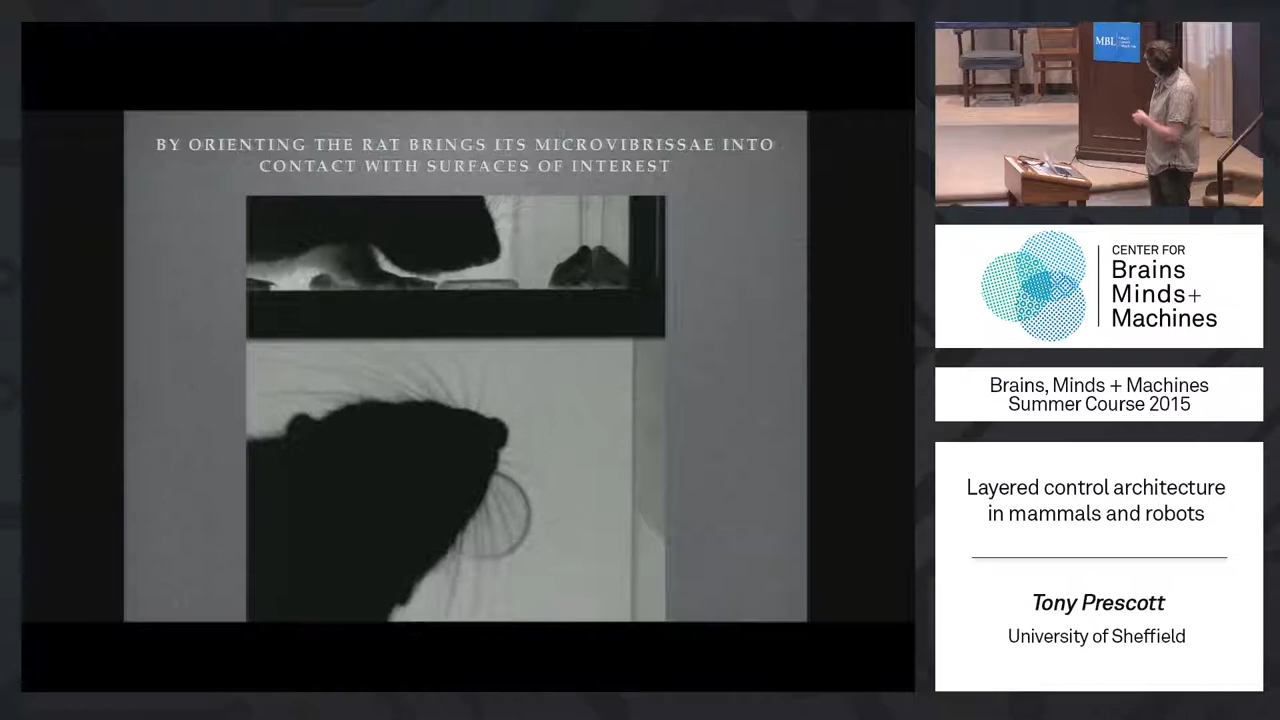 BY ORIENTING THE RAT BRINGS ITS MICROVIBRISSAE INTO
CONTACT WITH SURFACES OF INTEREST
MBL
CENTER FOR
Brains
Minds+
Machines
Brains, Minds + Machines
Summer Course 2015
Layered control architecture
in mammals and robots
Tony Prescott
University of Sheffield